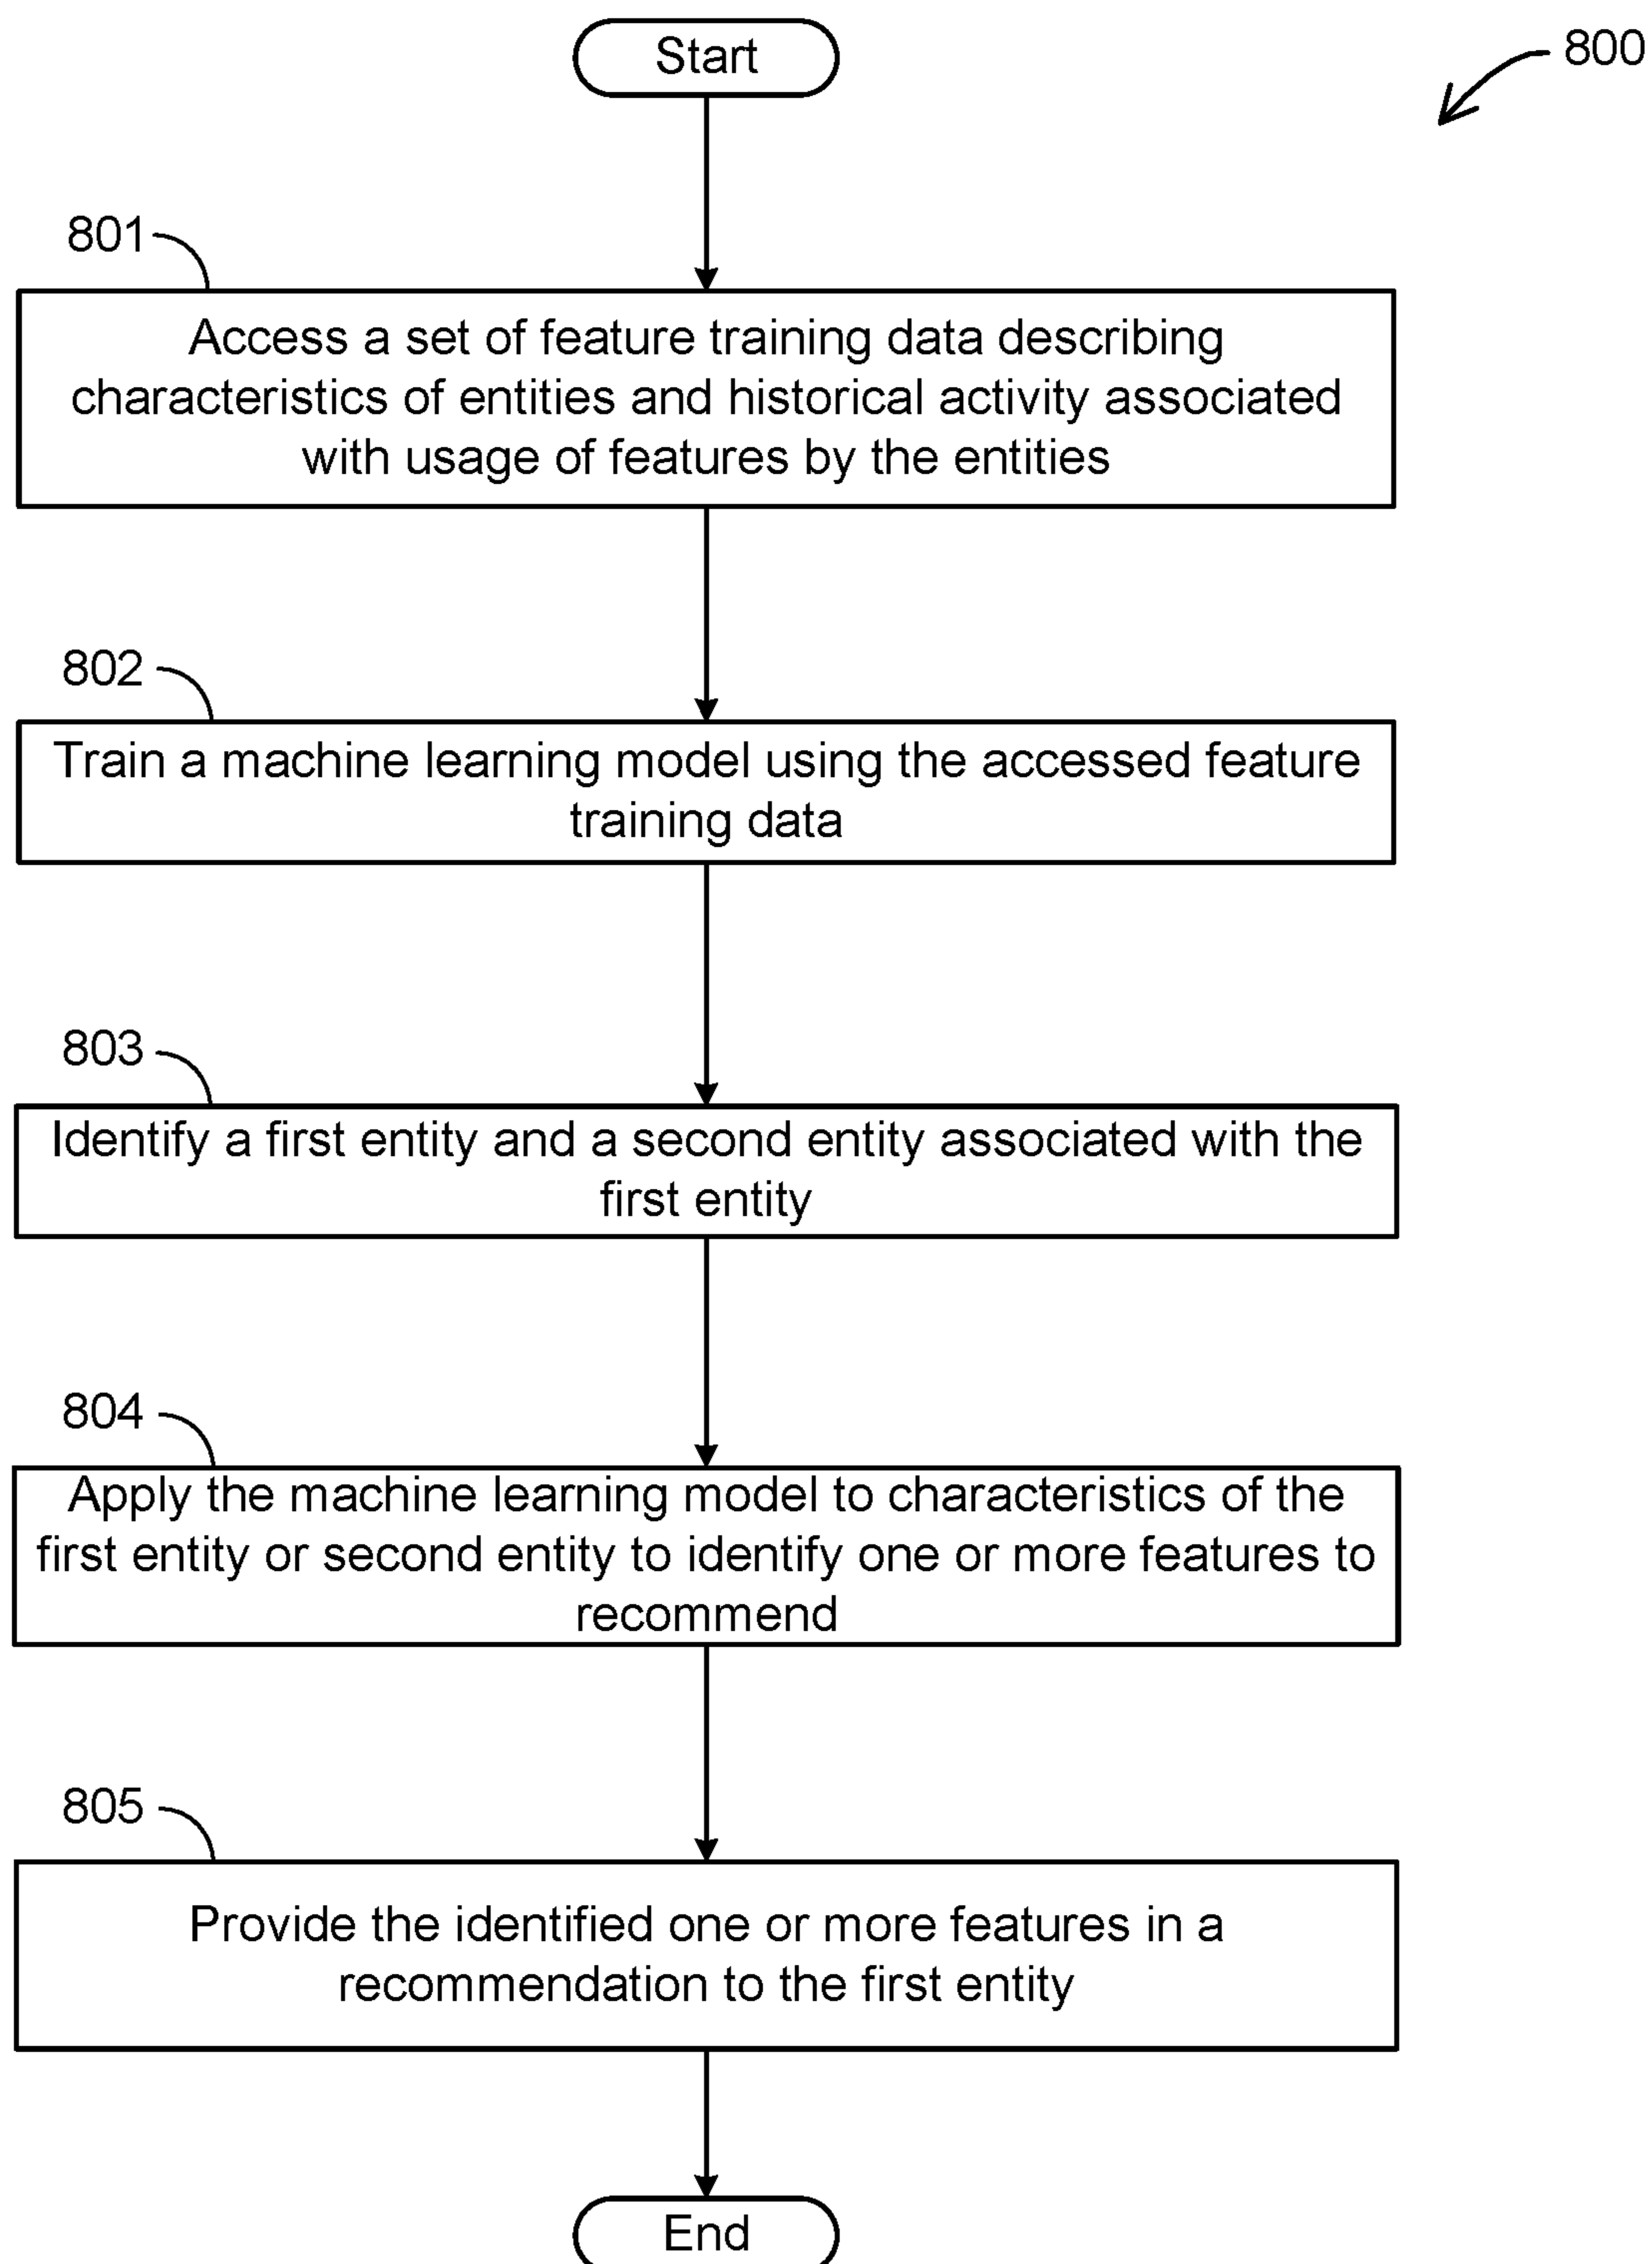 Start
800
801
Access a set of feature training data describing
characteristics of entities and historical activity associated
with usage of features by the entities
802
Train a machine learning model using the accessed feature
training data
803
Identify a first entity and a second entity associated with the
first entity
804
Apply the machine learning model to characteristics of the
first entity or second entity to identify one or more features to
recommend
805
Provide the identified one or more features in a
recommendation to the first entity
End